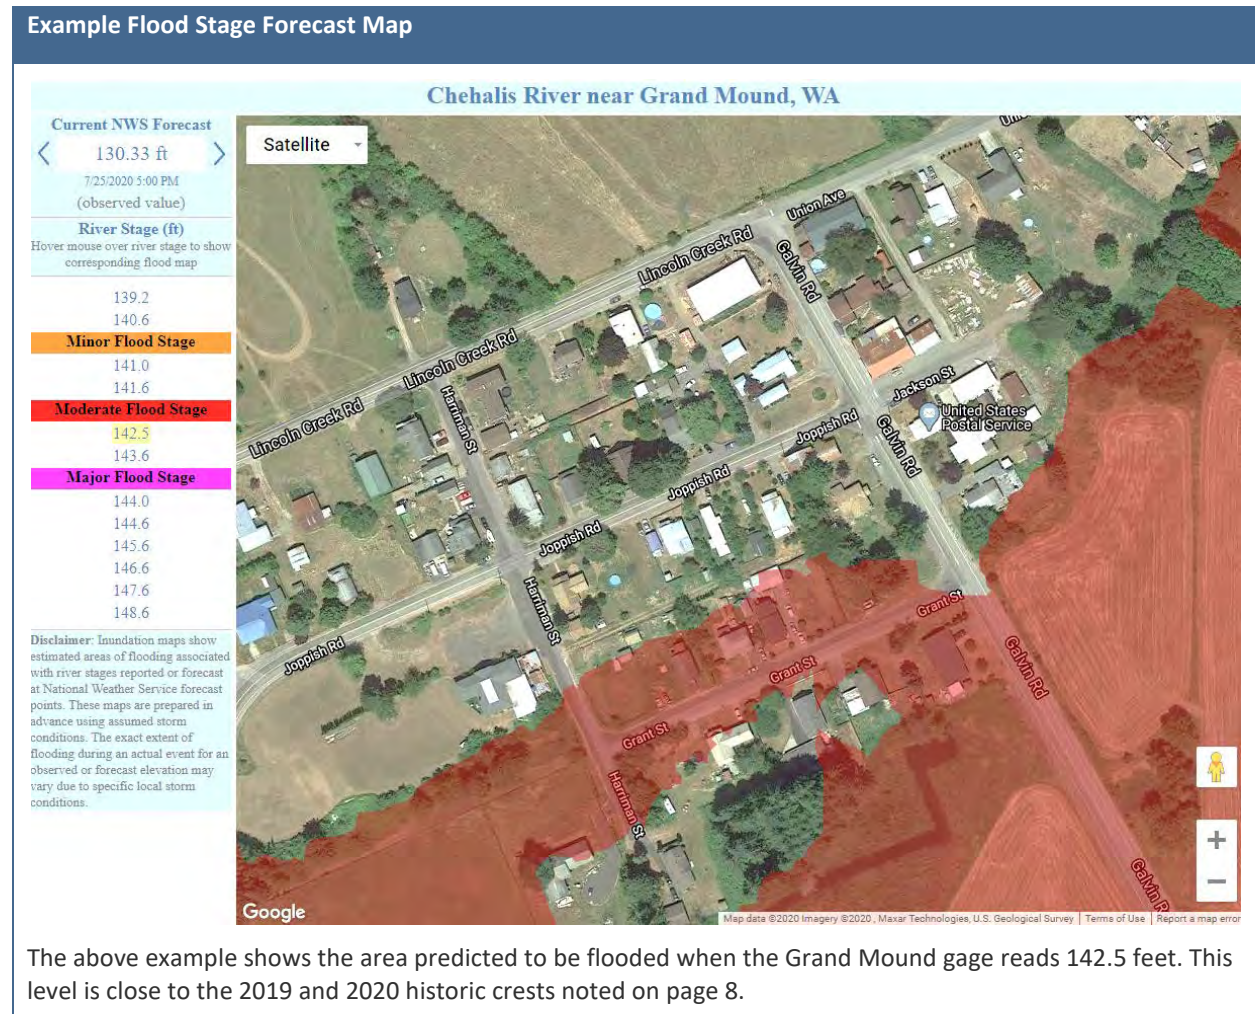 Example Flood Stage Forecast Map
Chehalis River near Grand Mound, WA
Current NWS Forecast
130.33 ft
7/25/2020 5:00 PM
(observed value)
River Stage (ft)
Hover mouse over river stage to show
corresponding flood map
139.2
140.6
Minor Flood Stage
141.0
141.6
Moderate Flood Stage
142.5
143.6
Major Flood Stage
144.0
144.6
145.6
146.6
147.6
148.6
Disclaimer: Inundation maps show
estimated areas of flooding associated
with river stages reported or forecast
at National Weather Service forecast
points. These maps are prepared in
advance using assumed storm
conditions. The exact extent of
flooding during an actual event for an
observed or forecast elevation may
vary due to specific local storm
conditions.
Satellite
Union Ave
Lincoln Creek Rd
Galvin Rd
Lincoln Creek Rd
Harriman St
Lincoln Creek Rd
Jackson St
United States
Postal Service
Joppish Rd
Galvin Rd
Joppish Rd
Joppish Rd
Harriman St
Grant St
Joppish Rd
Grant St
Galvin Rd
Grant St
Harriman St
Galvin R
Google
Map data ©2020 Imagery ©2020 , Maxar Technologies, U.S. Geological Survey
Terms of Use
Report a map error
The above example shows the area predicted to be flooded when the Grand Mound gage reads 142.5 feet. This
level is close to the 2019 and 2020 historic crests noted on page 8.